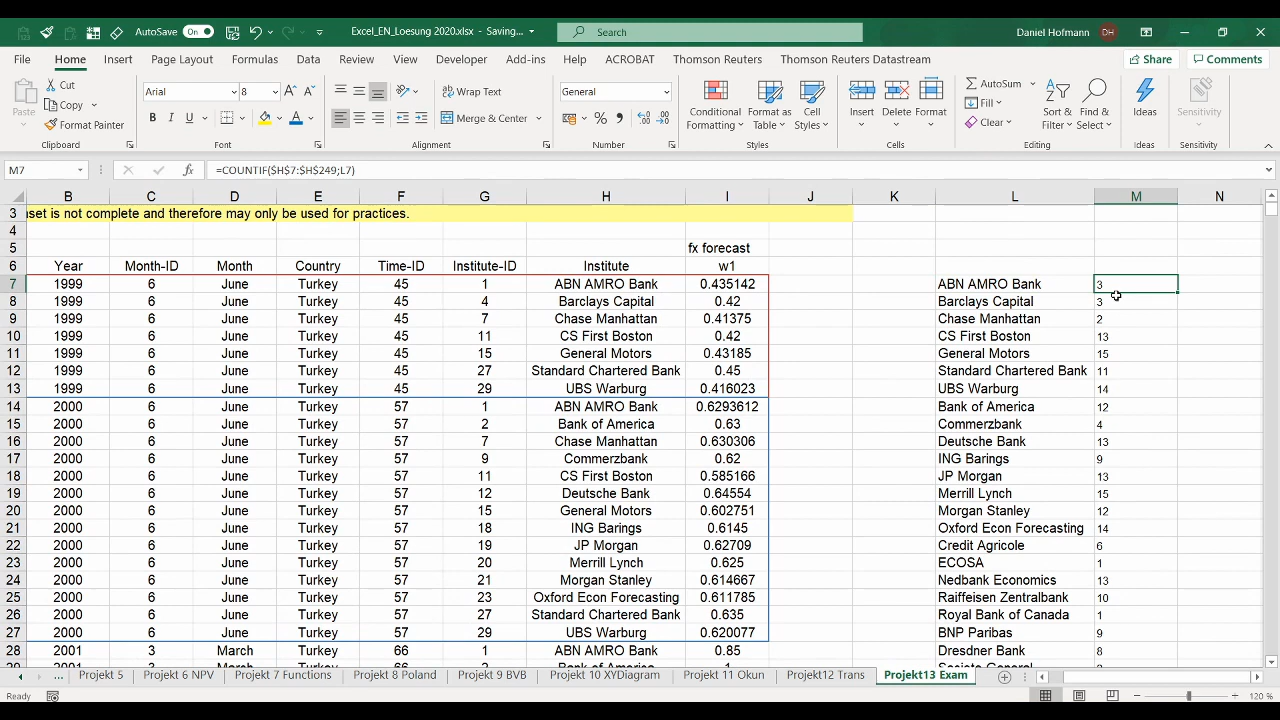 AutoSave On Excel_EN_Loesung 2020.xlsx - Saving... Search Daniel Hofmann DH
File Home Insert Page Layout Formulas Data Review View Developer Add-ins Help ACROBAT Thomson Reuters Thomson Reuters Datastream Share Comments
Paste Cut Copy Format Painter Clipboard
Arial 8 B I U Font
Wrap Text Merge & Center Alignment
General % Number
Conditional Formatting Format as Table Cell Styles Styles
Insert Delete Format Cells
AutoSum Fill Clear Sort & Filter Find & Select Editing
Ideas Ideas
Sensitivity Sensitivity
M7 fx =COUNTIF($H$7:$H$249;L7)
B C D E F G H I J K L M N
3 set is not complete and therefore may only be used for practices.
4
5 fx forecast
6 Year Month-ID Month Country Time-ID Institute-ID Institute w1
7 1999 6 June Turkey 45 1 ABN AMRO Bank 0.435142 ABN AMRO Bank 3
8 1999 6 June Turkey 45 4 Barclays Capital 0.42 Barclays Capital 3
9 1999 6 June Turkey 45 7 Chase Manhattan 0.41375 Chase Manhattan 2
10 1999 6 June Turkey 45 11 CS First Boston 0.42 CS First Boston 13
11 1999 6 June Turkey 45 15 General Motors 0.43185 General Motors 15
12 1999 6 June Turkey 45 27 Standard Chartered Bank 0.45 Standard Chartered Bank 11
13 1999 6 June Turkey 45 29 UBS Warburg 0.416023 UBS Warburg 14
14 2000 6 June Turkey 57 1 ABN AMRO Bank 0.6293612 Bank of America 12
15 2000 6 June Turkey 57 2 Bank of America 0.63 Commerzbank 4
16 2000 6 June Turkey 57 7 Chase Manhattan 0.630306 Deutsche Bank 13
17 2000 6 June Turkey 57 9 Commerzbank 0.62 ING Barings 9
18 2000 6 June Turkey 57 11 CS First Boston 0.585166 JP Morgan 13
19 2000 6 June Turkey 57 12 Deutsche Bank 0.64554 Merrill Lynch 15
20 2000 6 June Turkey 57 15 General Motors 0.602751 Morgan Stanley 12
21 2000 6 June Turkey 57 18 ING Barings 0.6145 Oxford Econ Forecasting 14
22 2000 6 June Turkey 57 19 JP Morgan 0.62709 Credit Agricole 6
23 2000 6 June Turkey 57 20 Merrill Lynch 0.625 ECOSA 1
24 2000 6 June Turkey 57 21 Morgan Stanley 0.614667 Nedbank Economics 13
25 2000 6 June Turkey 57 23 Oxford Econ Forecasting 0.611785 Raiffeisen Zentralbank 10
26 2000 6 June Turkey 57 27 Standard Chartered Bank 0.635 Royal Bank of Canada 1
27 2000 6 June Turkey 57 29 UBS Warburg 0.620077 BNP Paribas 9
28 2001 3 March Turkey 66 1 ABN AMRO Bank 0.85 Dresdner Bank 8
... Projekt 5 Projekt 6 NPV Projekt 7 Functions Projekt 8 Poland Projekt 9 BVB Projekt 10 XYDiagram Projekt 11 Okun Projekt12 Trans Projekt13 Exam
Ready 120 %